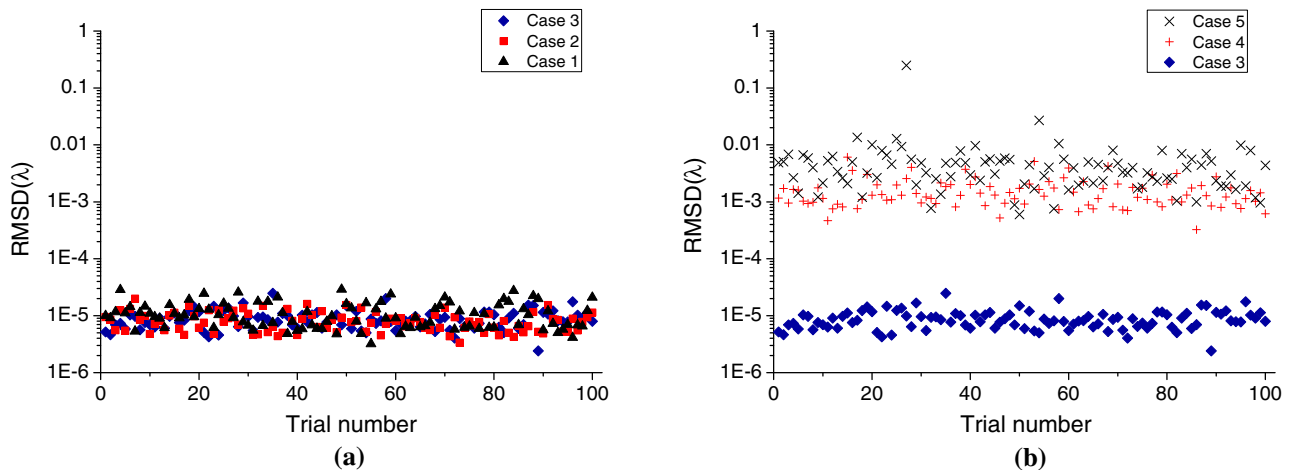 1
0.1
0.01
1E-3
1E-4
1E-5
1E-6
RMSD(λ)
0 20 40 60 80 100
Trial number
Case 3
Case 2
Case 1
(a)
1
0.1
0.01
1E-3
1E-4
1E-5
1E-6
RMSD(λ)
0 20 40 60 80 100
Trial number
Case 5
Case 4
Case 3
(b)